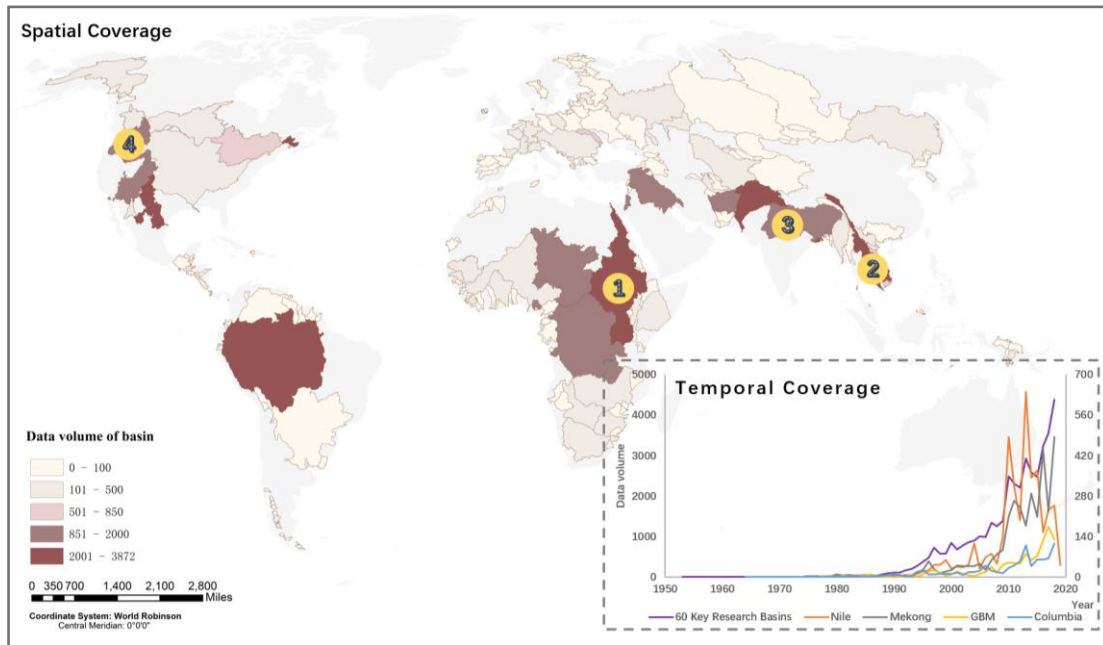 Spatial Coverage
4
3
2
1
Data volume of basin
0 - 100
101 - 500
501 - 850
851 - 2000
2001 - 3872
0 350 700 1,400 2,100 2,800
Miles
Coordinate System: World Robinson
Central Meridian: 0°0'0"
Temporal Coverage
Data volume
5000
4000
3000
2000
1000
0
700
560
420
280
140
0
1950 1960 1970 1980 1990 2000 2010 2020
Year
60 Key Research Basins Nile Mekong GBM Columbia